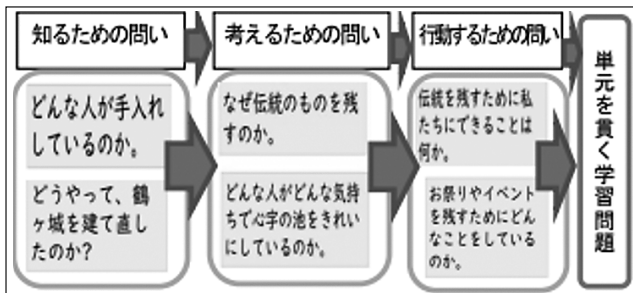 知るための問い
どんな人が手入れ
しているのか。
どうやって、鶴
ヶ城を建て直し
たのか?
考えるための問い
なぜ伝統のものを残
すのか。
どんな人がどんな気持
ちで心字の池をきれい
にしているのか。
行動するための問い
伝統を残すために私
たちにできることは
何か。
お祭りやイベント
を残すためにどん
なことをしている
のか。
単元を貫く学習問題